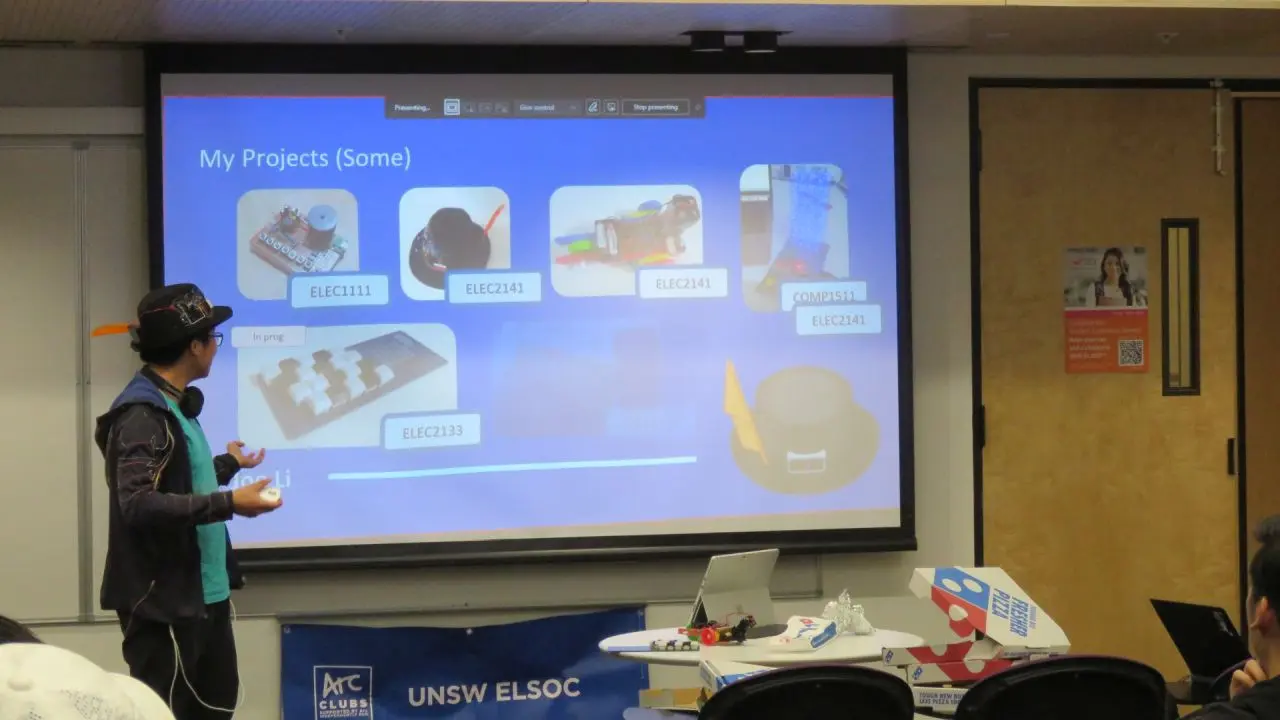 Presenting...
Give control
Stop presenting
My Projects (Some)
ELEC1111
ELEC2141
ELEC2141
COMP1511
ELEC2141
In prog
ELEC2133
Li
ARC
CLUBS
UNSW ELSOC
FRESHER
PIZZA